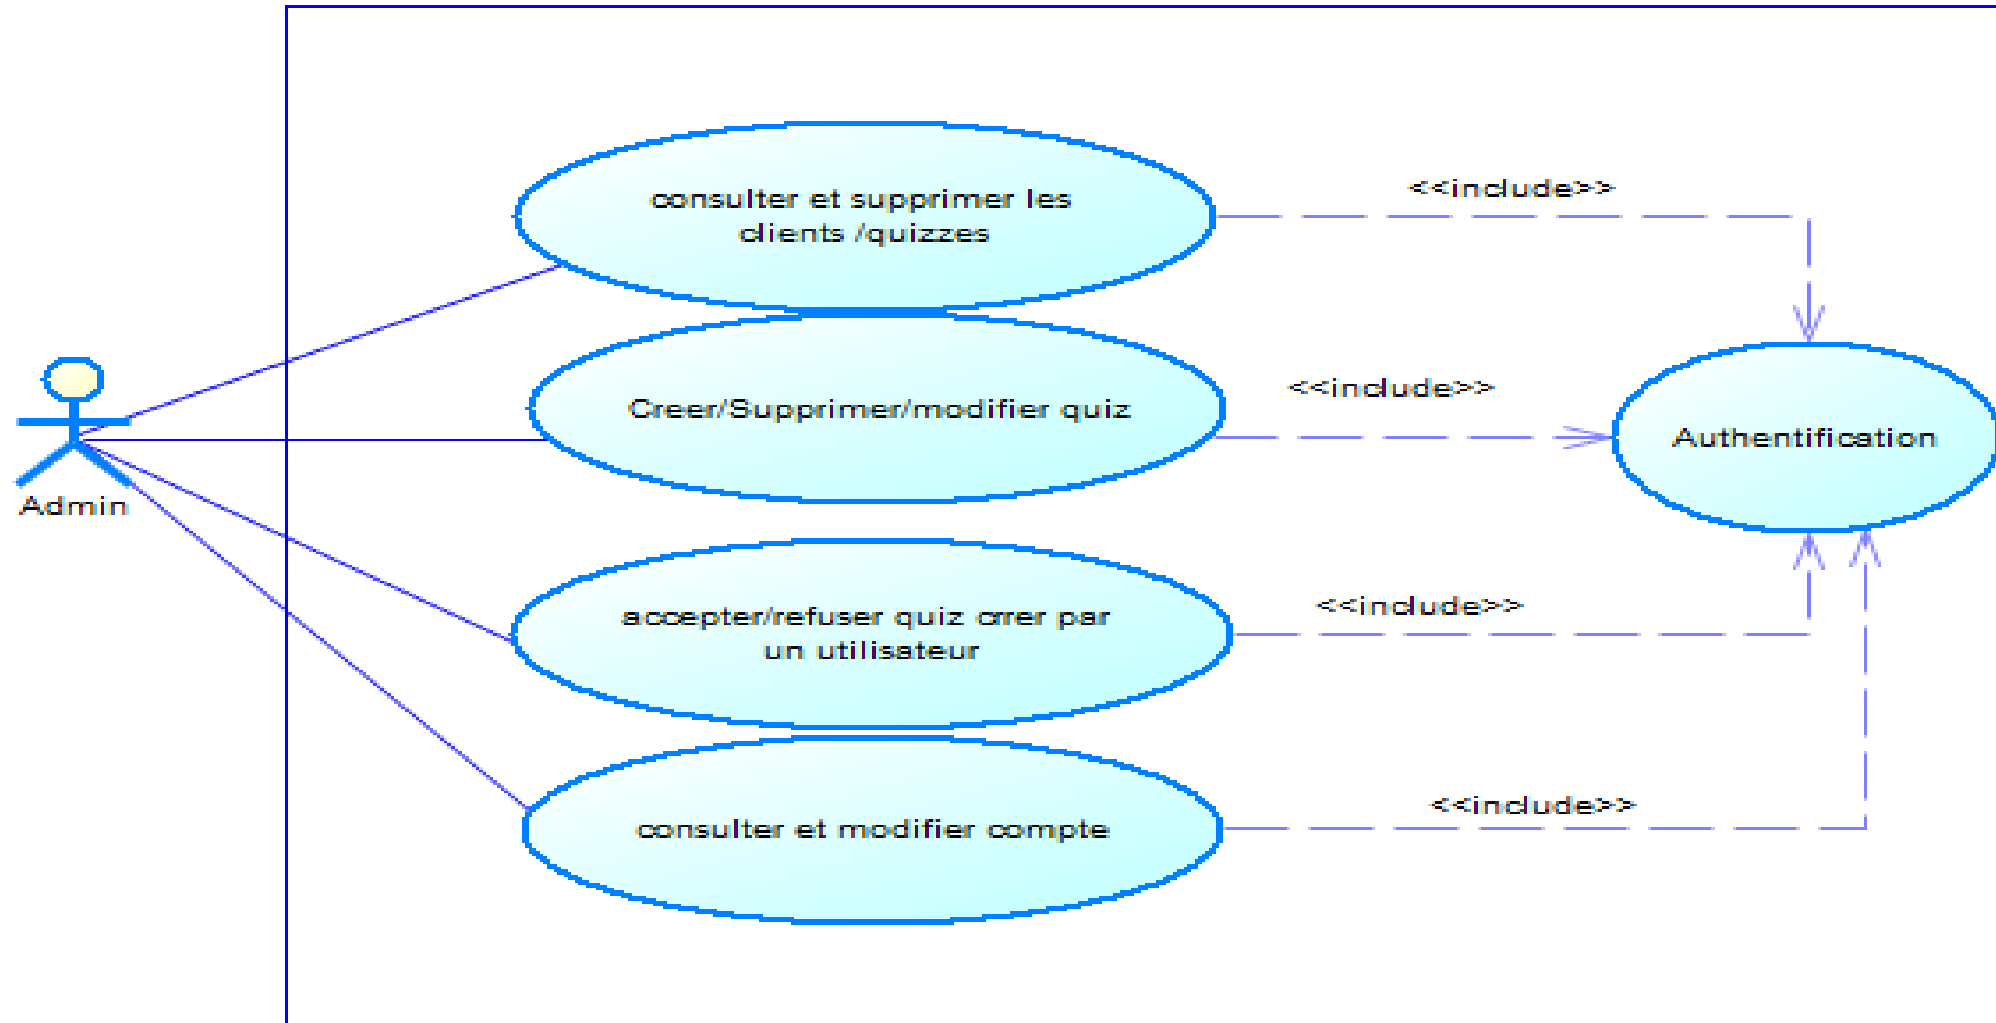 consulter et supprimer les
clients /quizzes
<<include>>
Creer/Supprimer/modifier quiz
<<include>>
Authentification
Admin
accepter/refuser quiz crrer par
un utilisateur
<<include>>
consulter et modifier compte
<<include>>